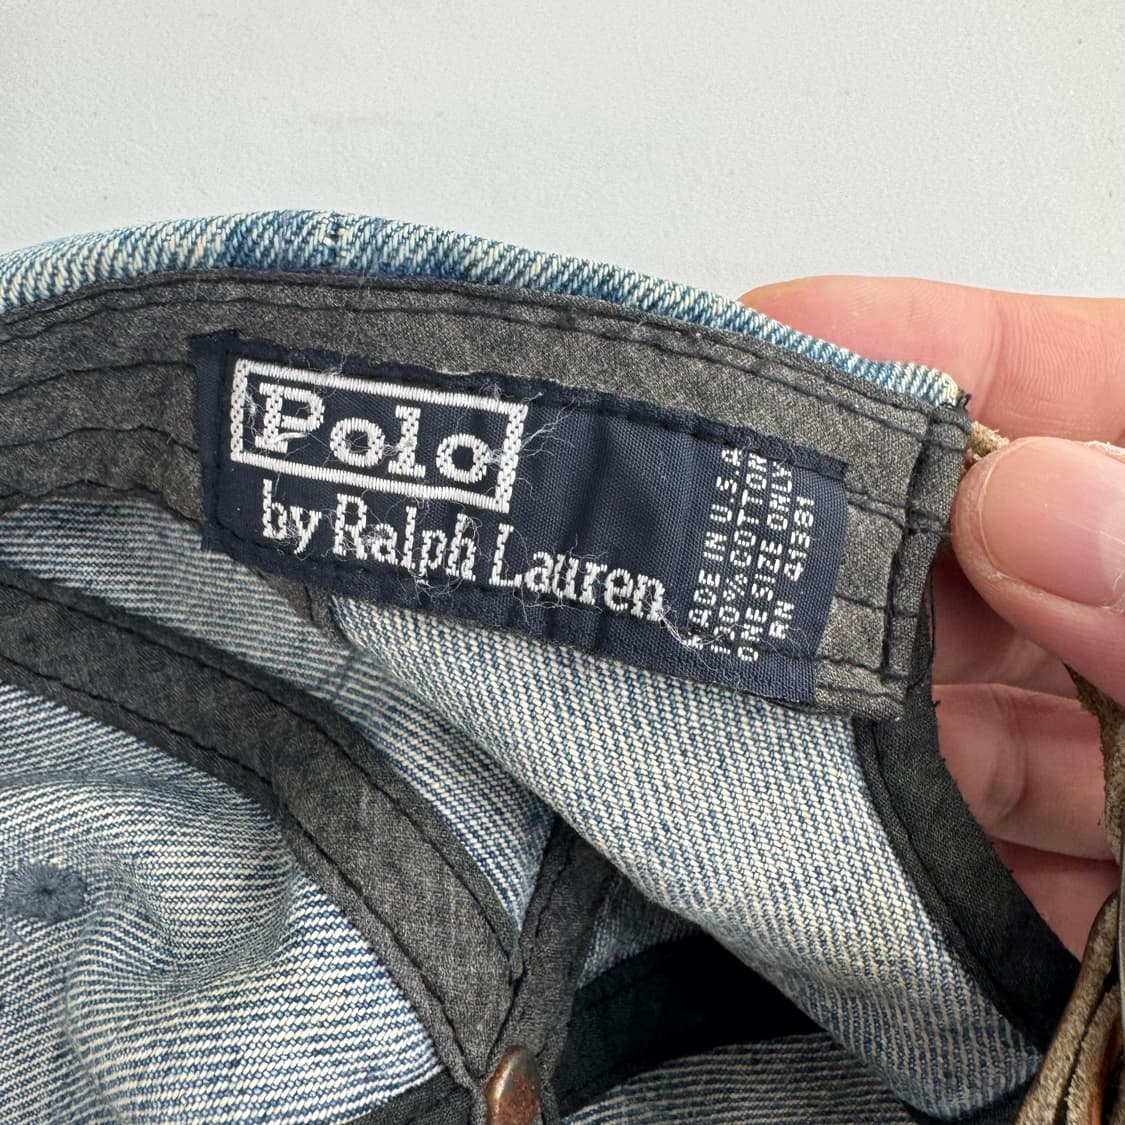 Polo
by Ralph Lauren
MADE IN U.S.A
100% COTTON
ONE SIZE ONLY
RN 41381